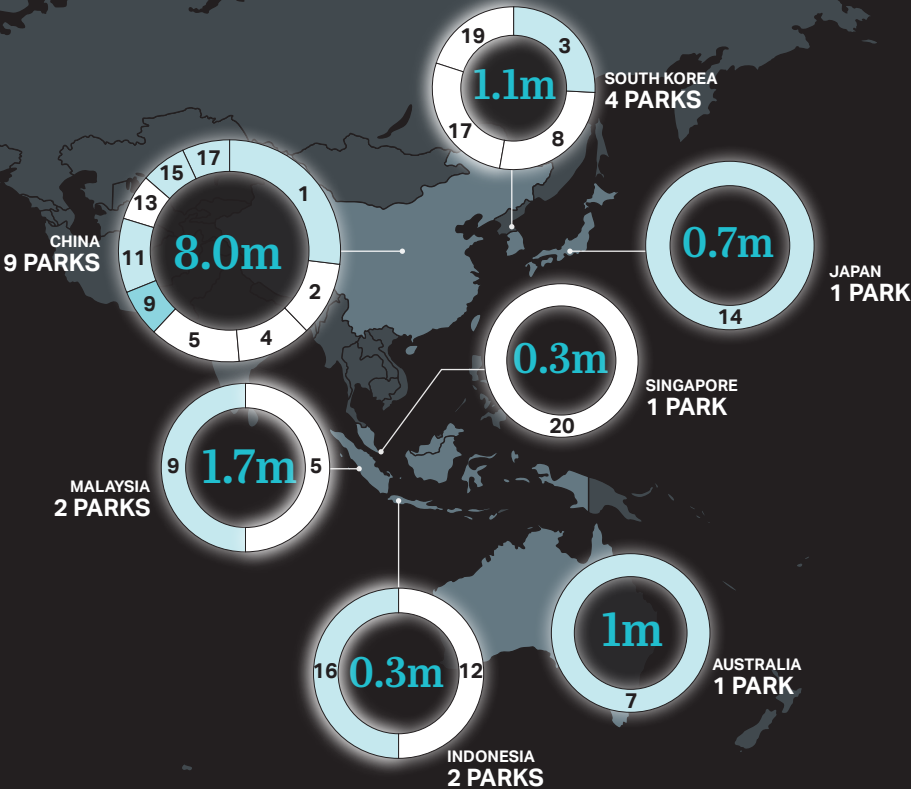 19
3
1.1m
17
8
SOUTH KOREA
4 PARKS
15
17
1
13
11
8.0m
9
2
5
4
CHINA
9 PARKS
0.7m
14
JAPAN
1 PARK
0.3m
20
SINGAPORE
1 PARK
9
1.7m
5
MALAYSIA
2 PARKS
16
0.3m
12
INDONESIA
2 PARKS
1m
7
AUSTRALIA
1 PARK